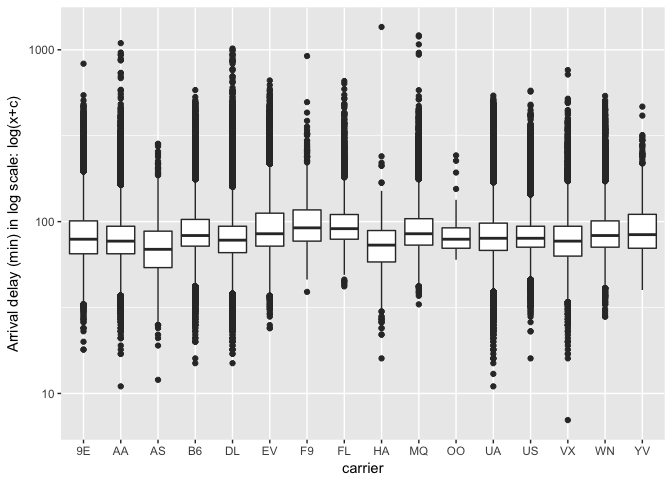 Arrival delay (min) in log scale: log(x+c)
1000
100
10
9E AA AS B6 DL EV F9 FL HA MQ OO UA US VX WN YV
carrier